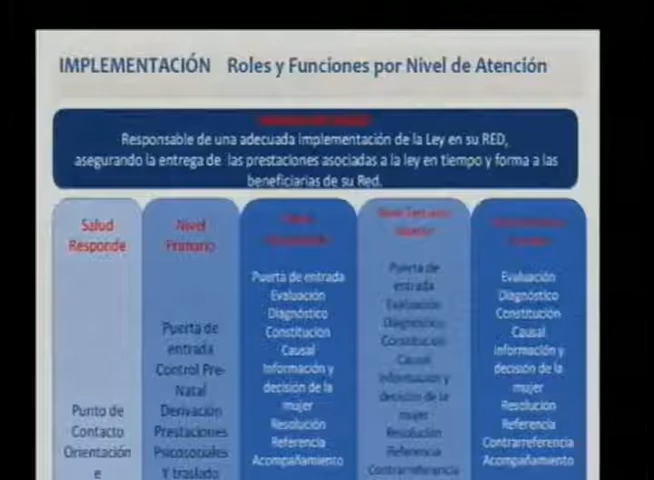 IMPLEMENTACIÓN Roles y Funciones por Nivel de Atención
Responsable de una adecuada implementación de la Ley en su RED,
asegurando la entrega de las prestaciones asociadas a la ley en tiempo y forma a las
beneficiarias de su Red.
Salud
Responde
Punto de
Contacto
Orientación
e
Nivel
Primario
Puerta de
entrada
Control Pre-
Natal
Derivación
Prestaciones
Psicosociales
Y traslado
Puerta de entrada
Evaluación
Diagnóstico
Constitución
Causal
Información y
decisión de la
mujer
Resolución
Referencia
Acompañamiento
Puerta de
entrada
Evaluación
Diagnóstico
Constitución
Causal
Información y
decisión de la
mujer
Resolución
Referencia
Contrarreferencia
Evaluación
Diagnóstico
Constitución
Causal
Información y
decisión de la
mujer
Resolución
Referencia
Contrarreferencia
Acompañamiento